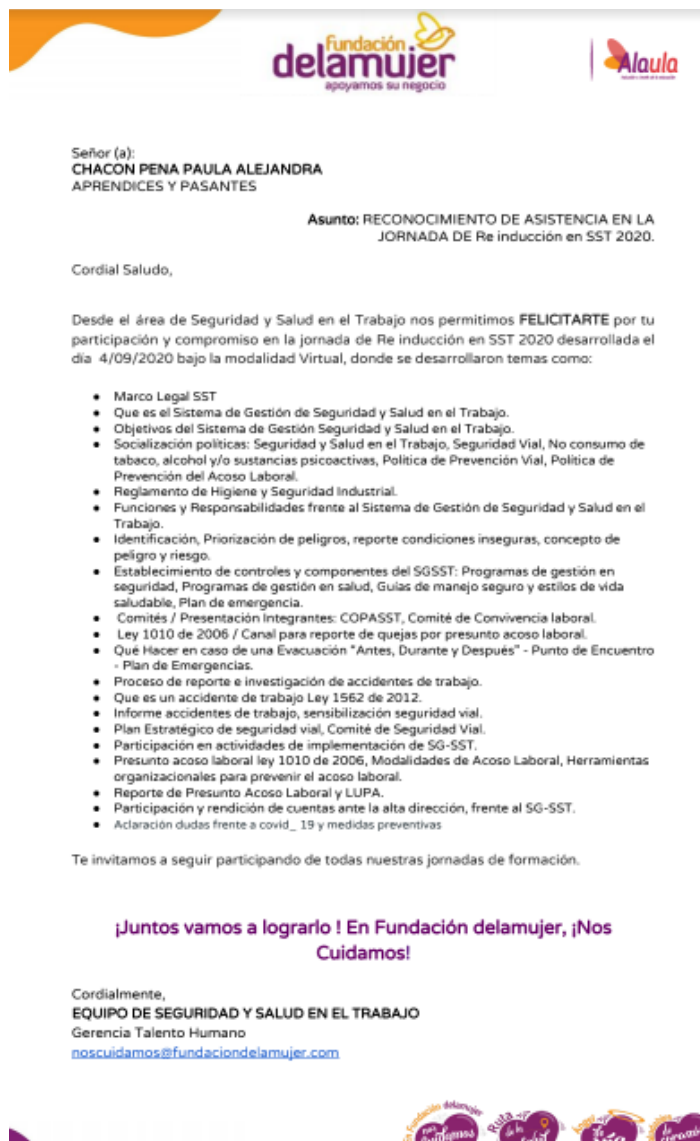 Fundación
delamujer
apoyamos su negocio
Alaula
Señor (a):
CHACON PENA PAULA ALEJANDRA
APRENDICES Y PASANTES
Asunto: RECONOCIMIENTO DE ASISTENCIA EN LA
JORNADA DE Re inducción en SST 2020.
Cordial Saludo,
Desde el área de Seguridad y Salud en el Trabajo nos permitimos FELICITARTE por tu
participación y compromiso en la jornada de Re inducción en SST 2020 desarrollada el
día 4/09/2020 bajo la modalidad Virtual, donde se desarrollaron temas como:
● Marco Legal SST
● Que es el Sistema de Gestión de Seguridad y Salud en el Trabajo.
● Objetivos del Sistema de Gestión Seguridad y Salud en el Trabajo.
● Socialización políticas: Seguridad y Salud en el Trabajo, Seguridad Vial, No consumo de
tabaco, alcohol y/o sustancias psicoactivas, Política de Prevención Vial, Política de
Prevención del Acoso Laboral.
● Reglamento de Higiene y Seguridad Industrial.
● Funciones y Responsabilidades frente al Sistema de Gestión de Seguridad y Salud en el
Trabajo.
● Identificación, Priorización de peligros, reporte condiciones inseguras, concepto de
peligro y riesgo.
● Establecimiento de controles y componentes del SGSST: Programas de gestión en
seguridad, Programas de gestión en salud, Guías de manejo seguro y estilos de vida
saludable, Plan de emergencia.
● Comités / Presentación Integrantes: COPASST, Comité de Convivencia laboral.
● Ley 1010 de 2006 / Canal para reporte de quejas por presunto acoso laboral.
● Qué Hacer en caso de una Evacuación "Antes, Durante y Después" - Punto de Encuentro
- Plan de Emergencias.
● Proceso de reporte e investigación de accidentes de trabajo.
● Que es un accidente de trabajo Ley 1562 de 2012.
● Informe accidentes de trabajo, sensibilización seguridad vial.
● Plan Estratégico de seguridad vial, Comité de Seguridad Vial.
● Participación en actividades de implementación de SG-SST.
● Presunto acoso laboral ley 1010 de 2006, Modalidades de Acoso Laboral, Herramientas
organizacionales para prevenir el acoso laboral.
● Reporte de Presunto Acoso Laboral y LUPA.
● Participación y rendición de cuentas ante la alta dirección, frente al SG-SST.
● Aclaración dudas frente a covid_ 19 y medidas preventivas
Te invitamos a seguir participando de todas nuestras jornadas de formación.
¡Juntos vamos a lograrlo ! En Fundación delamujer, ¡Nos
Cuidamos!
Cordialmente,
EQUIPO DE SEGURIDAD Y SALUD EN EL TRABAJO
Gerencia Talento Humano
noscuidamos@fundaciondelamujer.com
En Fundación delamujer
nos
Ruta
de la